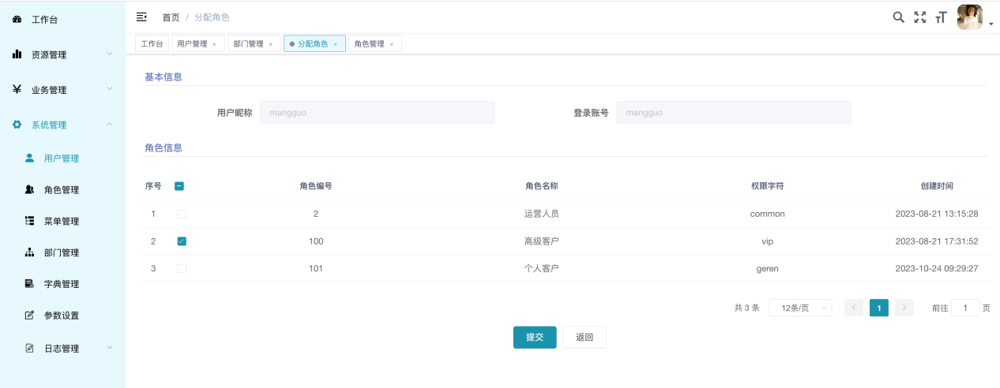 工作台
资源管理
业务管理
系统管理
用户管理
角色管理
菜单管理
部门管理
字典管理
参数设置
日志管理
首页 / 分配角色
工作台 用户管理 × 部门管理 × 分配角色 × 角色管理 ×
基本信息
用户昵称 mangguo 登录账号 mangguo
角色信息
序号 角色编号 角色名称 权限字符 创建时间
1 2 运营人员 common 2023-08-21 13:15:28
2 100 高级客户 vip 2023-08-21 17:31:52
3 101 个人客户 geren 2023-10-24 09:29:27
共 3 条 12条/页 < 1 > 前往 1 页
提交 返回